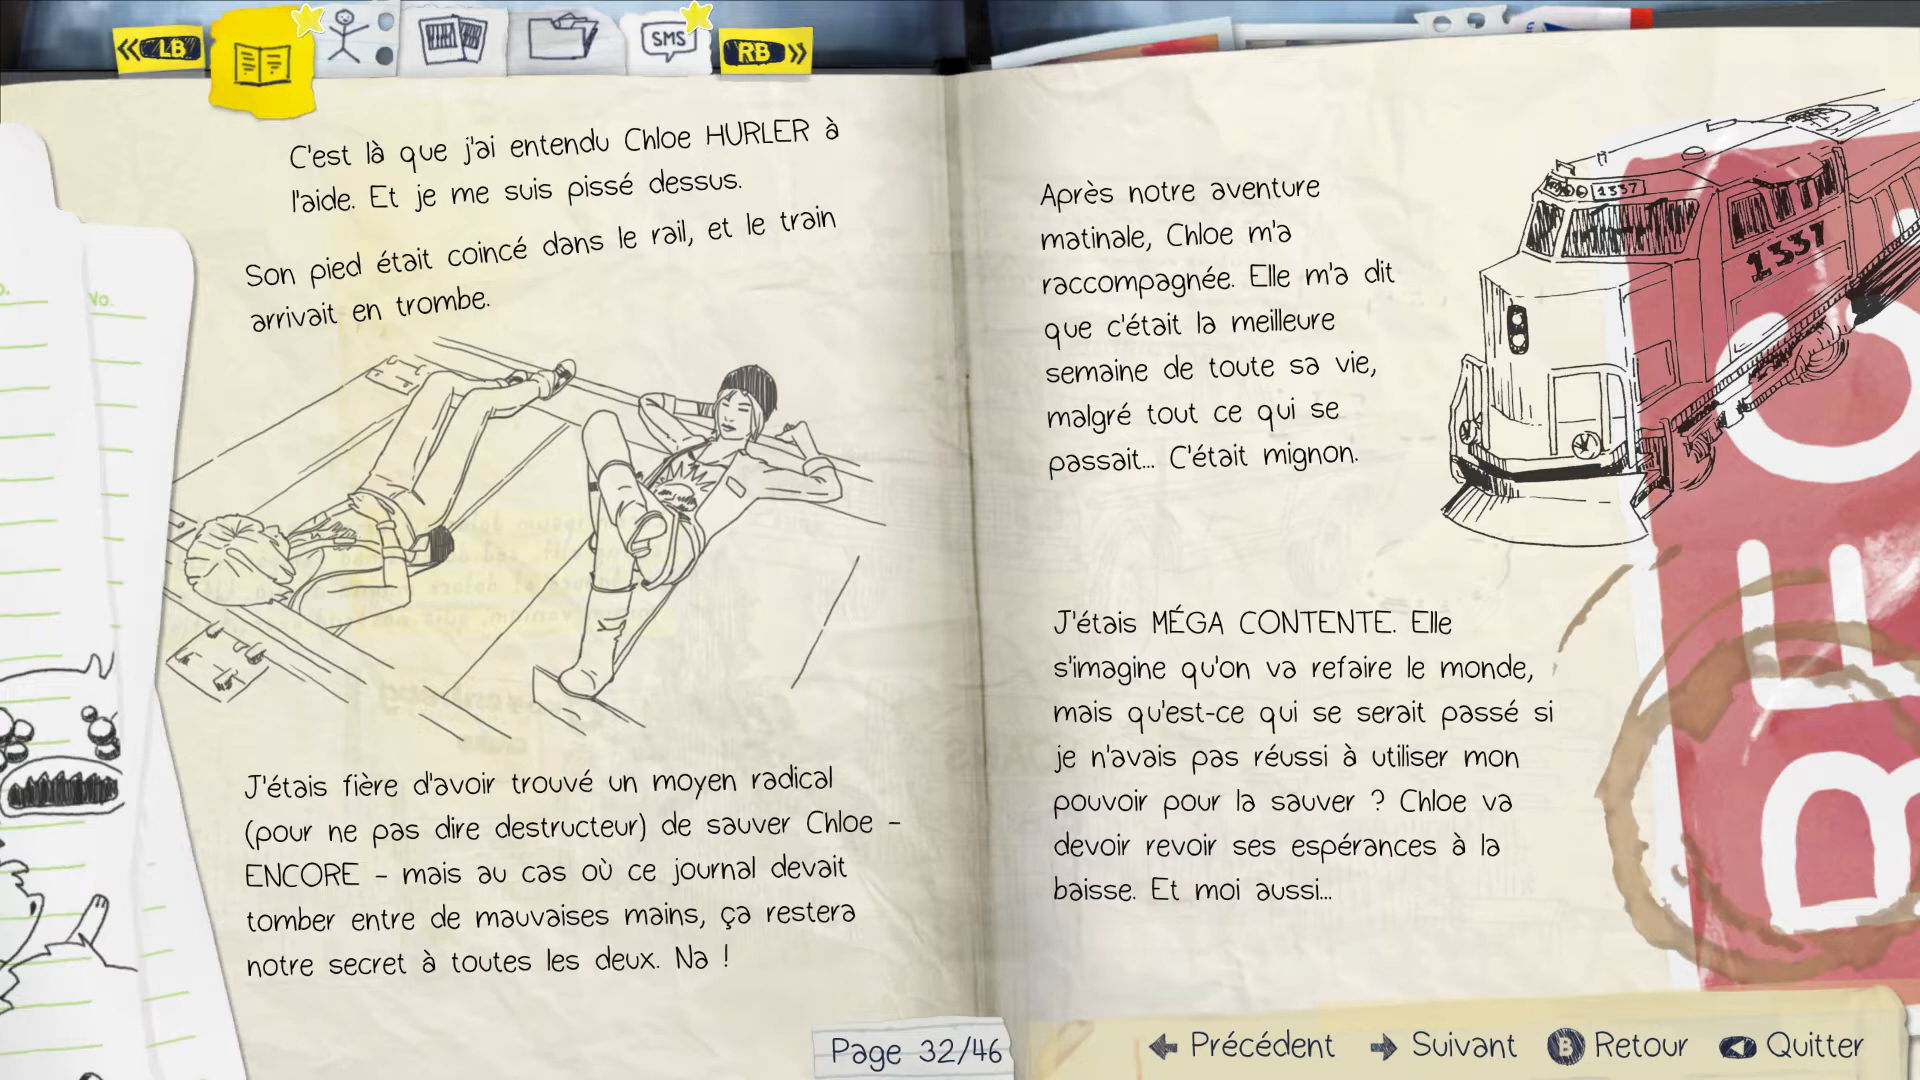 LB
SMS
RB
C'est là que j'ai entendu Chloe HURLER à
l'aide. Et je me suis pissé dessus.
Son pied était coincé dans le rail, et le train
arrivait en trombe.
No.
J'étais fière d'avoir trouvé un moyen radical
(pour ne pas dire destructeur) de sauver Chloe -
ENCORE - mais au cas où ce journal devait
tomber entre de mauvaises mains, ça restera
notre secret à toutes les deux. Na !
Après notre aventure
matinale, Chloe m'a
raccompagnée. Elle m'a dit
que c'était la meilleure
semaine de toute sa vie,
malgré tout ce qui se
passait... C'était mignon.
1337
1337
J'étais MÉGA CONTENTE. Elle
s'imagine qu'on va refaire le monde,
mais qu'est-ce qui se serait passé si
je n'avais pas réussi à utiliser mon
pouvoir pour la sauver ? Chloe va
devoir revoir ses espérances à la
baisse. Et moi aussi...
Page 32/46
Précédent
Suivant
B Retour
Quitter